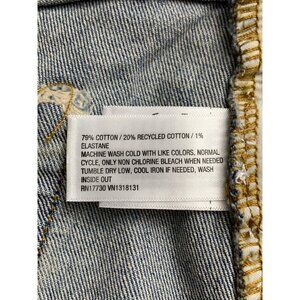 79% COTTON / 20% RECYCLED COTTON / 1%
ELASTANE
MACHINE WASH COLD WITH LIKE COLORS. NORMAL
CYCLE, ONLY NON CHLORINE BLEACH WHEN NEEDED
TUMBLE DRY LOW, COOL IRON IF NEEDED, WASH
INSIDE OUT
RN17730 VN1318131